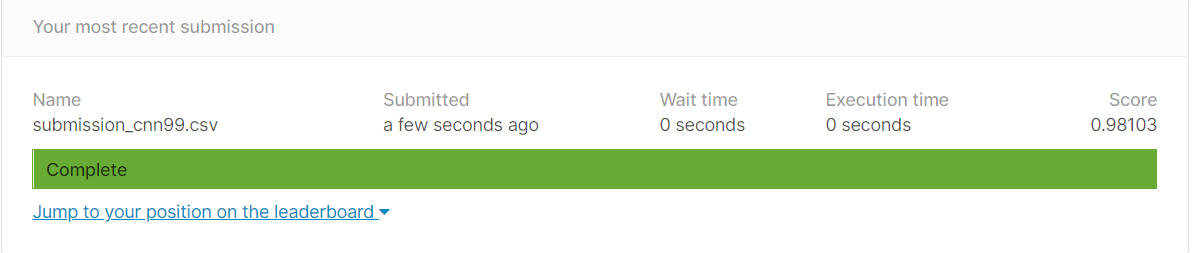 Your most recent submission
Name Submitted Wait time Execution time Score
submission_cnn99.csv a few seconds ago 0 seconds 0 seconds 0.98103
Complete
Jump to your position on the leaderboard